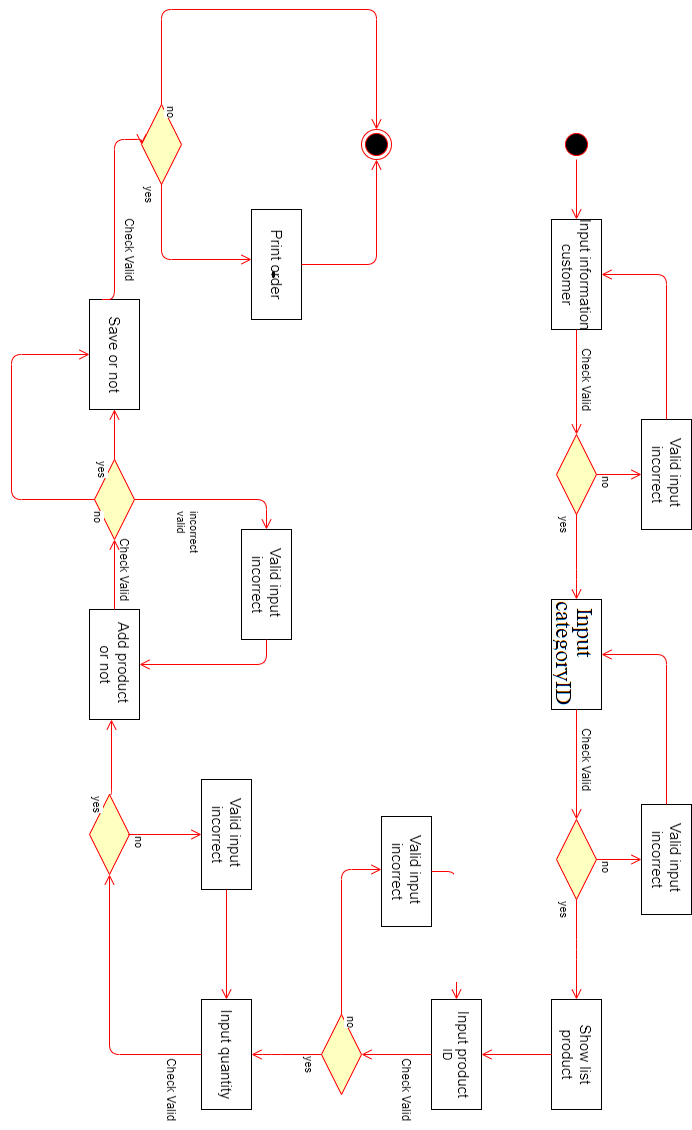 Input information
customer
Check Valid
no
Valid input
incorrect
yes
Input
categoryID
Check Valid
no
Valid input
incorrect
yes
Show list
product
Input product
ID
Check Valid
no
Valid input
incorrect
yes
Input quantity
Check Valid
no
Valid input
incorrect
yes
Add product
or not
Check Valid
incorrect
valid
Valid input
incorrect
no
yes
Save or not
Check Valid
no
yes
Print order